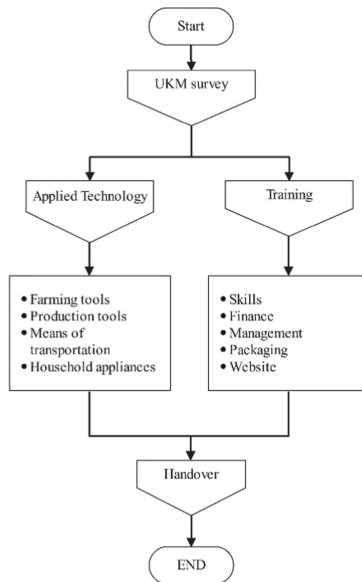 Start
UKM survey
Applied Technology
Training
• Farming tools
• Production tools
• Means of
transportation
• Household appliances
• Skills
• Finance
• Management
• Packaging
• Website
Handover
END